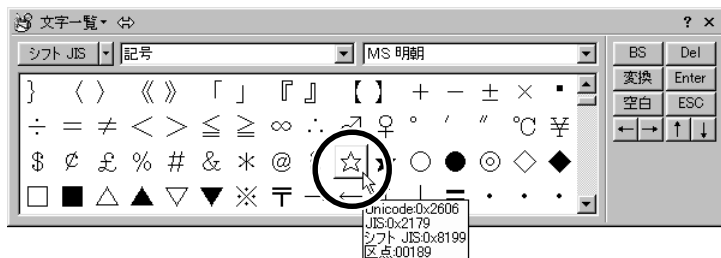 文字一覧
シフト JIS 記号 MS 明朝 BS Del
変換 Enter
空白 ESC
← → ↑ ↓
} 〈 〉 《 》 「 」 『 』 【 】 + － ± × ▪
÷ = ≠ < > ≦ ≧ ∞ ∴ ♂ ♀ ° ′ ″ ℃ ¥
$ ¢ £ % # & * @ ☆ ★ ○ ● ◎ ◇ ◆
□ ■ △ ▲ ▽ ▼ ※ 〒 → ←
Unicode:0x2606
JIS:0x2179
シフト JIS:0x8199
区点:00189